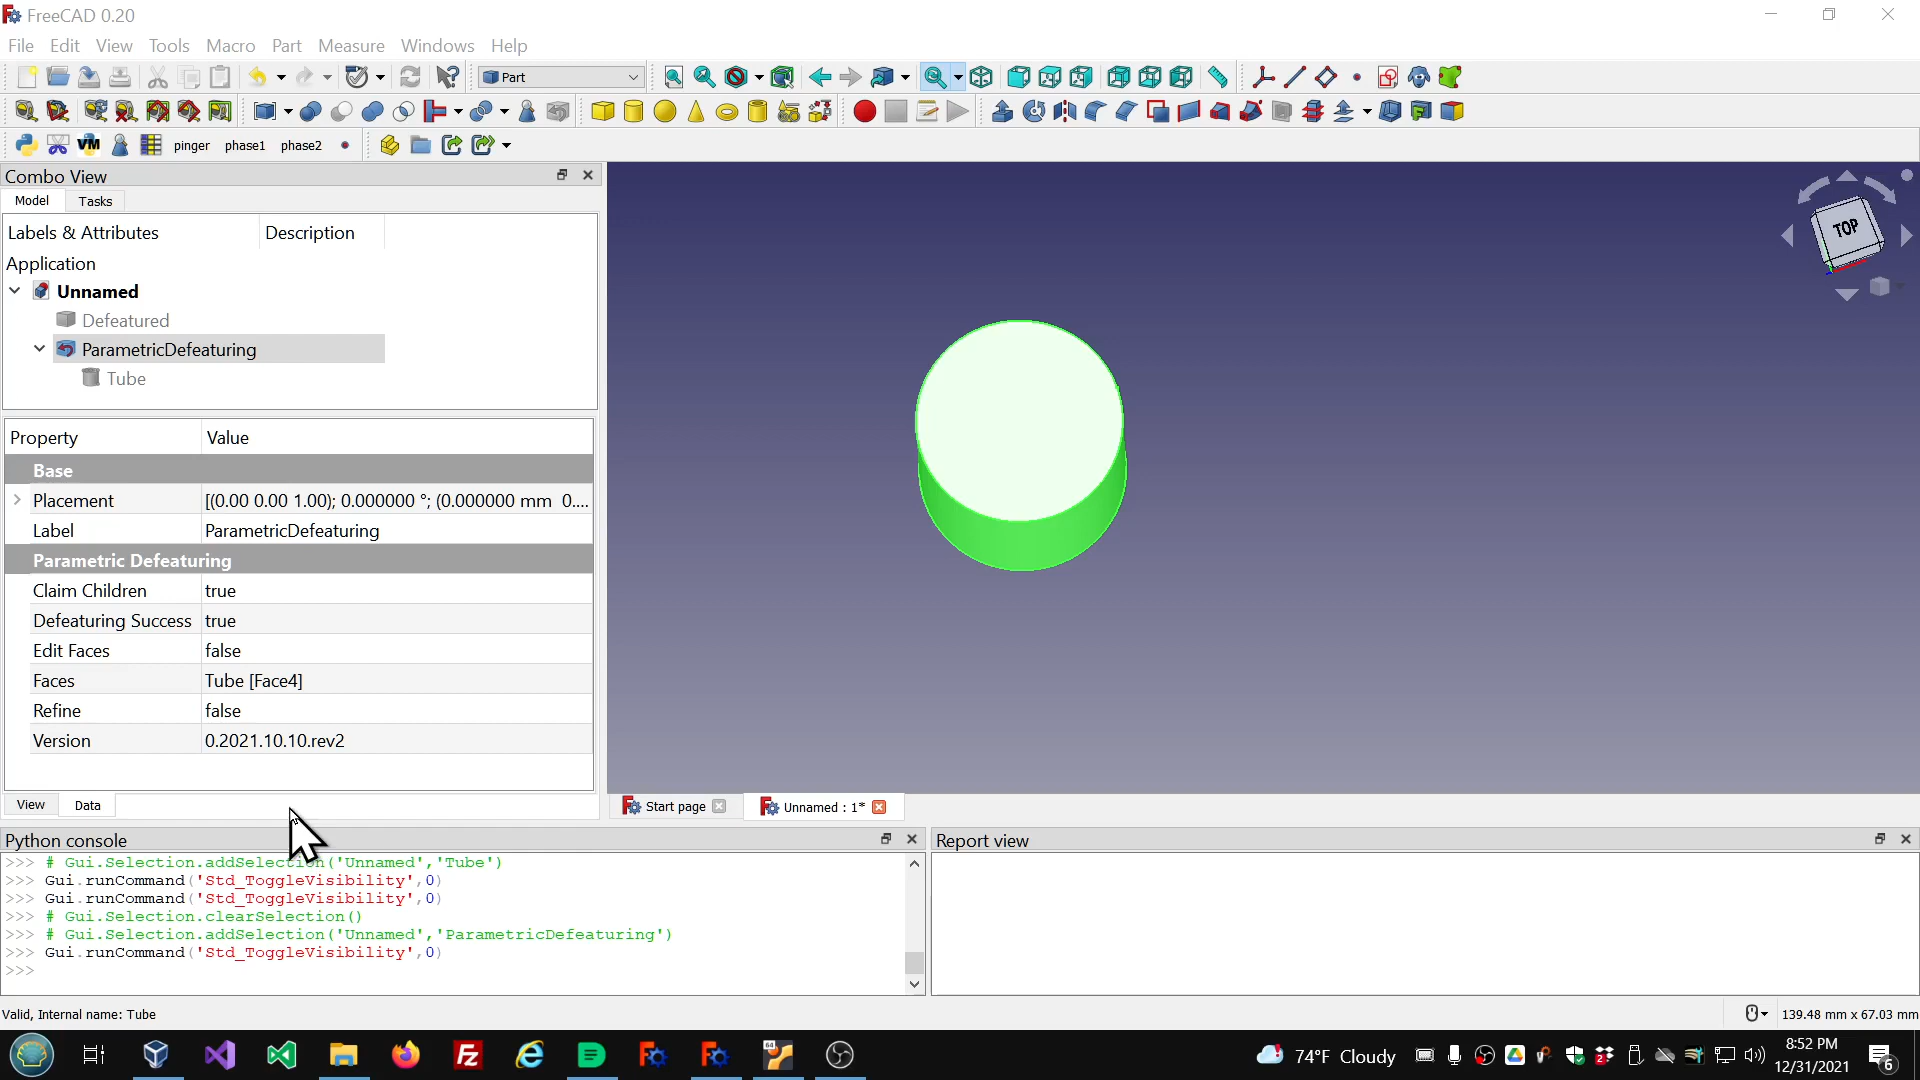 FreeCAD 0.20
File Edit View Tools Macro Part Measure Windows Help
Part
VM pinger phase1 phase2
Combo View
Model Tasks
Labels & Attributes Description
Application
Unnamed
Defeatured
ParametricDefeaturing
Tube
TOP
Property Value
Base
Placement [(0.00 0.00 1.00); 0.000000 °; (0.000000 mm 0....
Label ParametricDefeaturing
Parametric Defeaturing
Claim Children true
Defeaturing Success true
Edit Faces false
Faces Tube [Face4]
Refine false
Version 0.2021.10.10.rev2
View Data
Start page Unnamed : 1*
Python console
>>> # Gui.Selection.addSelection('Unnamed','Tube')
>>> Gui.runCommand('Std_ToggleVisibility',0)
>>> Gui.runCommand('Std_ToggleVisibility',0)
>>> # Gui.Selection.clearSelection()
>>> # Gui.Selection.addSelection('Unnamed','ParametricDefeaturing')
>>> Gui.runCommand('Std_ToggleVisibility',0)
>>>
Report view
Valid, Internal name: Tube
139.48 mm x 67.03 mm
74°F Cloudy
8:52 PM
12/31/2021
6